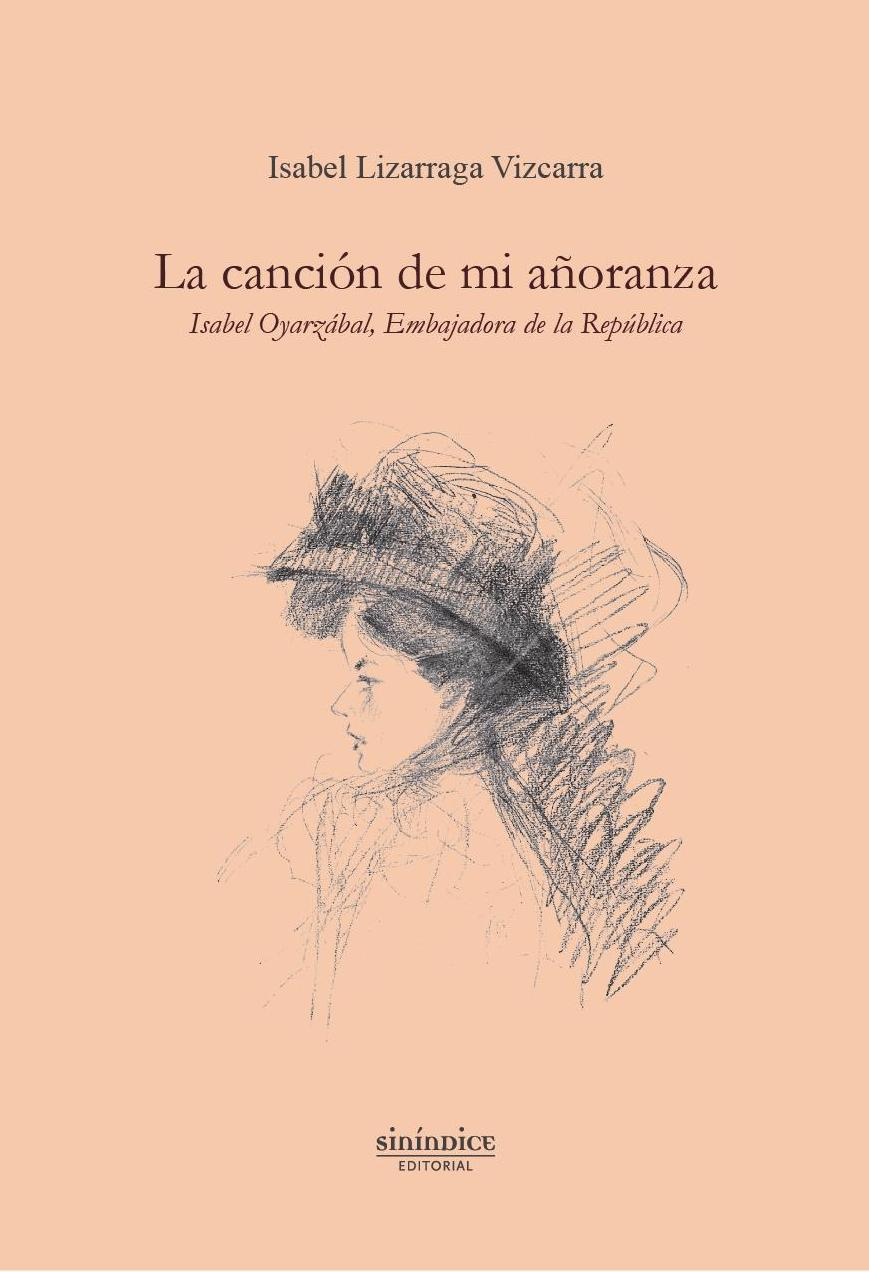 Isabel Lizarraga Vizcarra
La canción de mi añoranza
Isabel Oyarzábal, Embajadora de la República
siníndice
EDITORIAL